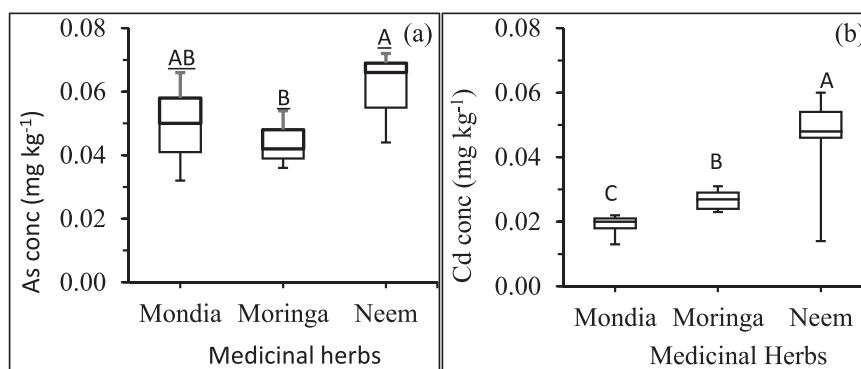 (a)
As conc (mg kg-1)
0.08
0.06
0.04
0.02
0.00
AB
B
A
Mondia Moringa Neem
Medicinal herbs
(b)
Cd conc (mg kg-1)
0.08
0.06
0.04
0.02
0.00
C
B
A
Mondia Moringa Neem
Medicinal Herbs